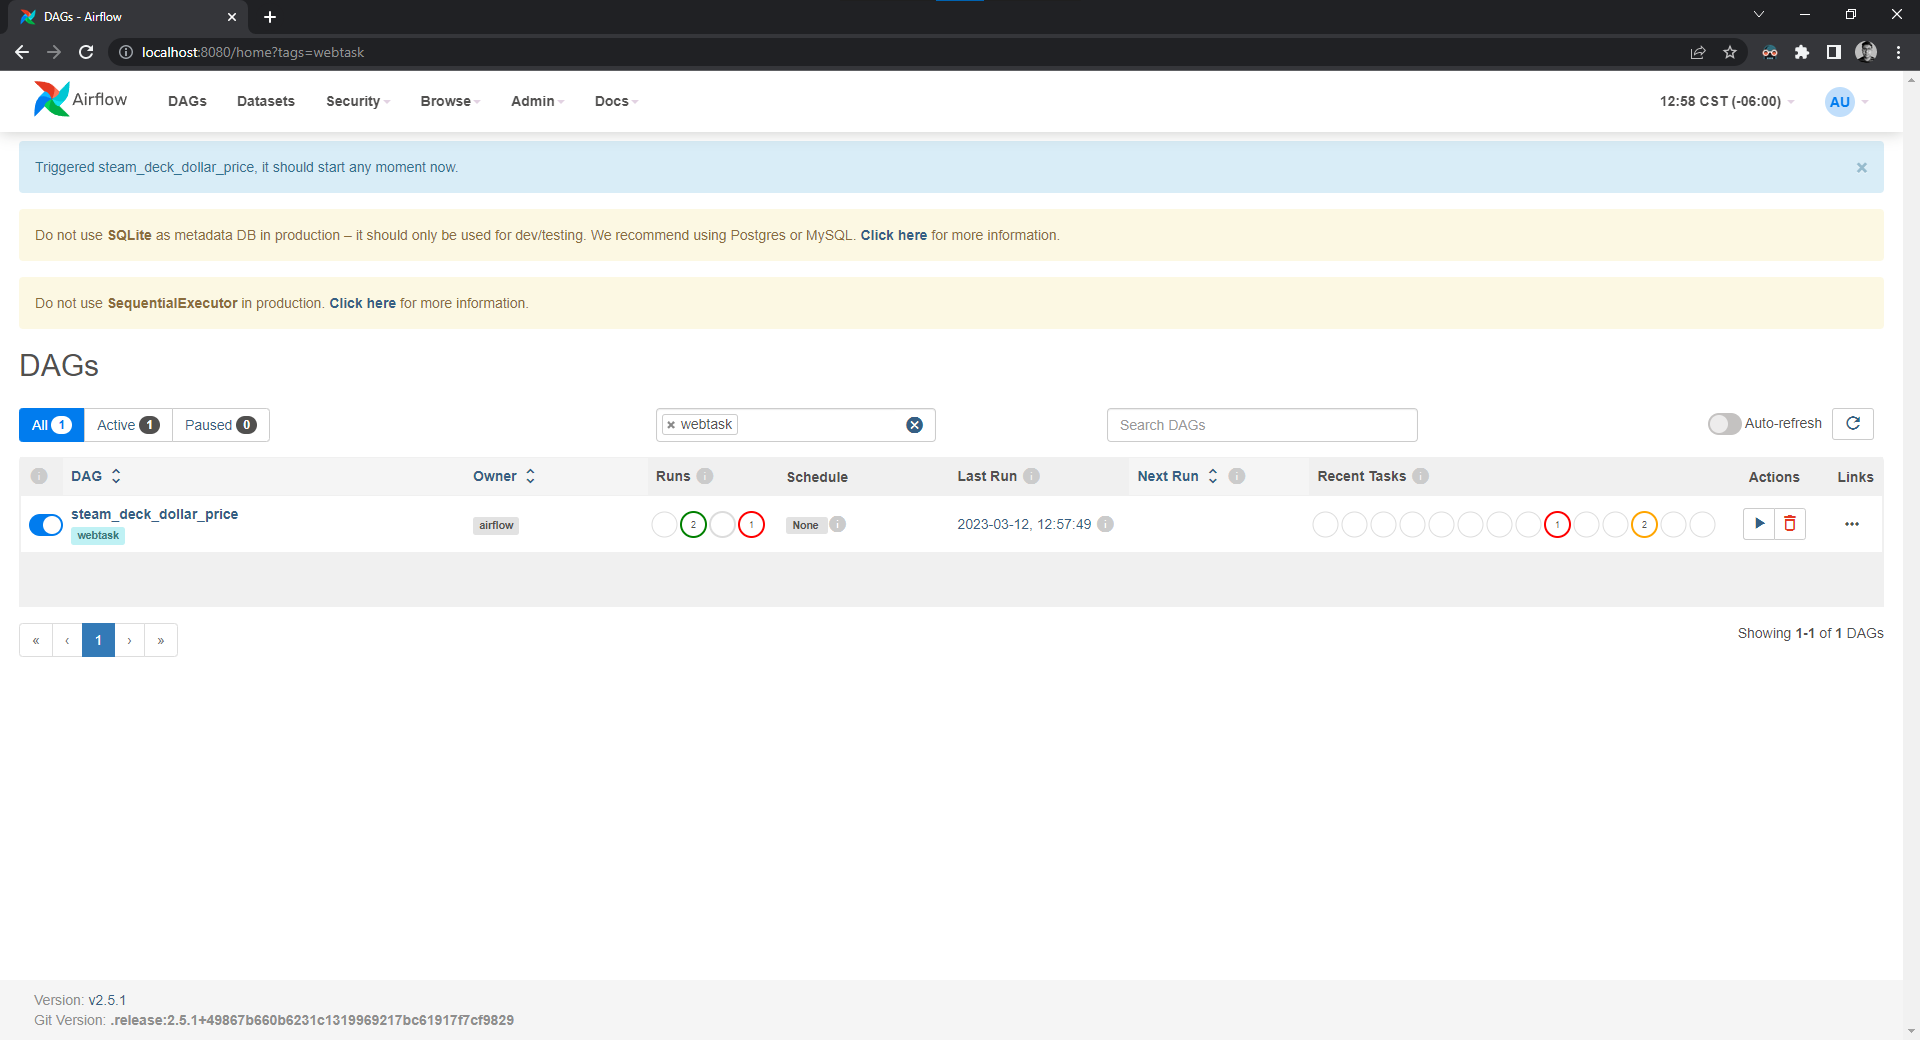 DAGs - Airflow
localhost:8080/home?tags=webtask
Airflow DAGs Datasets Security Browse Admin Docs 12:58 CST (-06:00) AU
Triggered steam_deck_dollar_price, it should start any moment now. ×
Do not use SQLite as metadata DB in production – it should only be used for dev/testing. We recommend using Postgres or MySQL. Click here for more information.
Do not use SequentialExecutor in production. Click here for more information.
DAGs
All 1 Active 1 Paused 0 × webtask Search DAGs Auto-refresh
i DAG Owner Runs i Schedule Last Run i Next Run i Recent Tasks i Actions Links
steam_deck_dollar_price
webtask
airflow 2 1 None i 2023-03-12, 12:57:49 i 1 2 ...
« ‹ 1 › » Showing 1-1 of 1 DAGs
Version: v2.5.1
Git Version: .release:2.5.1+49867b660b6231c1319969217bc61917f7cf9829